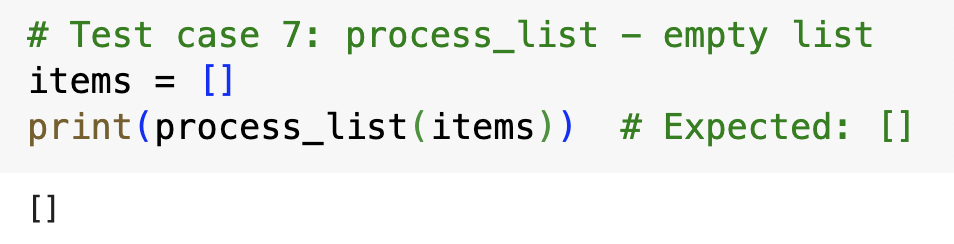 # Test case 7: process_list - empty list
items = []
print(process_list(items))  # Expected: []
[]